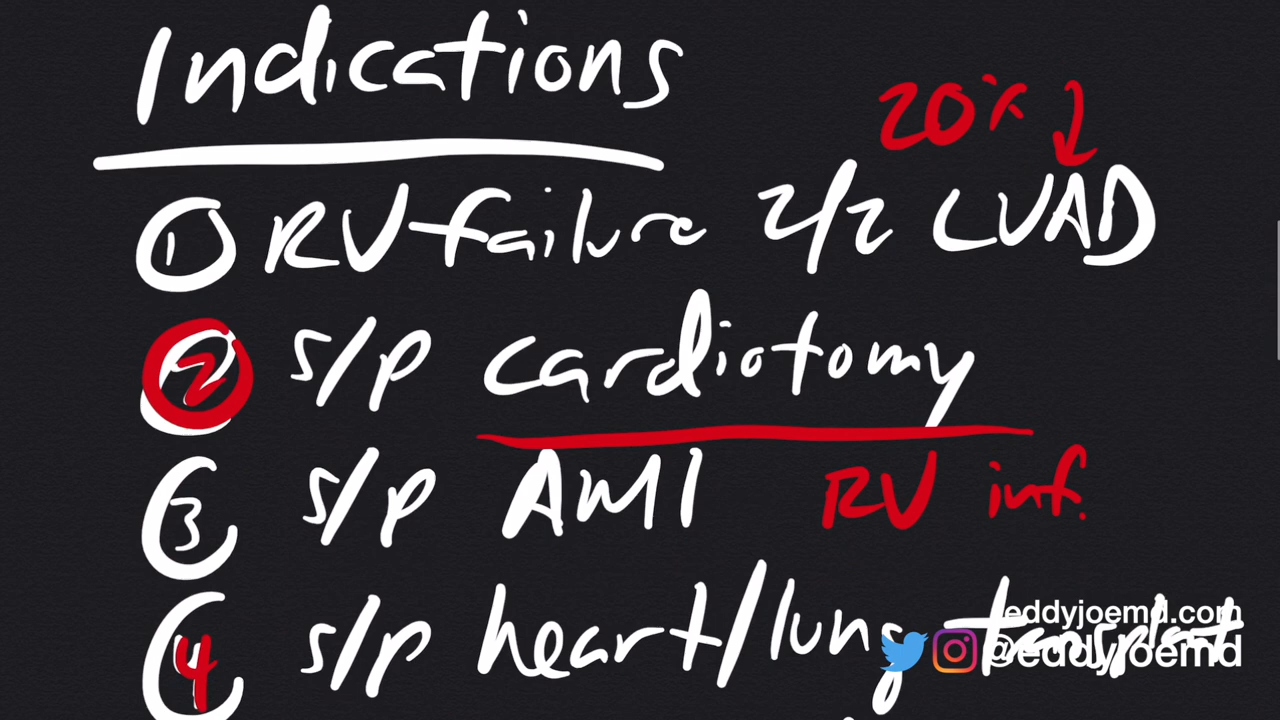 Indications
20% ↓
① RV failure 2/2 LVAD
② s/p cardiotomy
③ s/p AMI RV inf.
④ s/p heart/lung transplant
eddyjoemd.com
@eddyjoemd